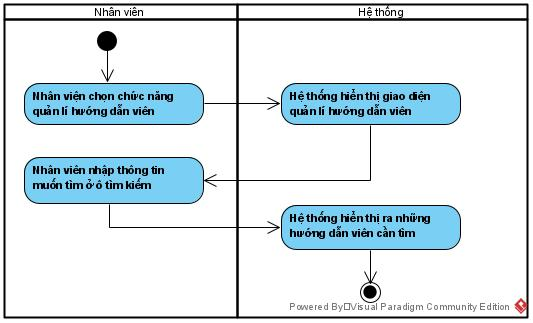 Nhân viên
Hệ thống
Nhân viện chọn chức năng
quản lí hướng dẫn viên
Hệ thống hiển thị giao diện
quản lí hướng dẫn viên
Nhân viên nhập thông tin
muốn tìm ở ô tìm kiếm
Hệ thống hiển thị ra những
hướng dẫn viên cần tìm
Powered By Visual Paradigm Community Edition